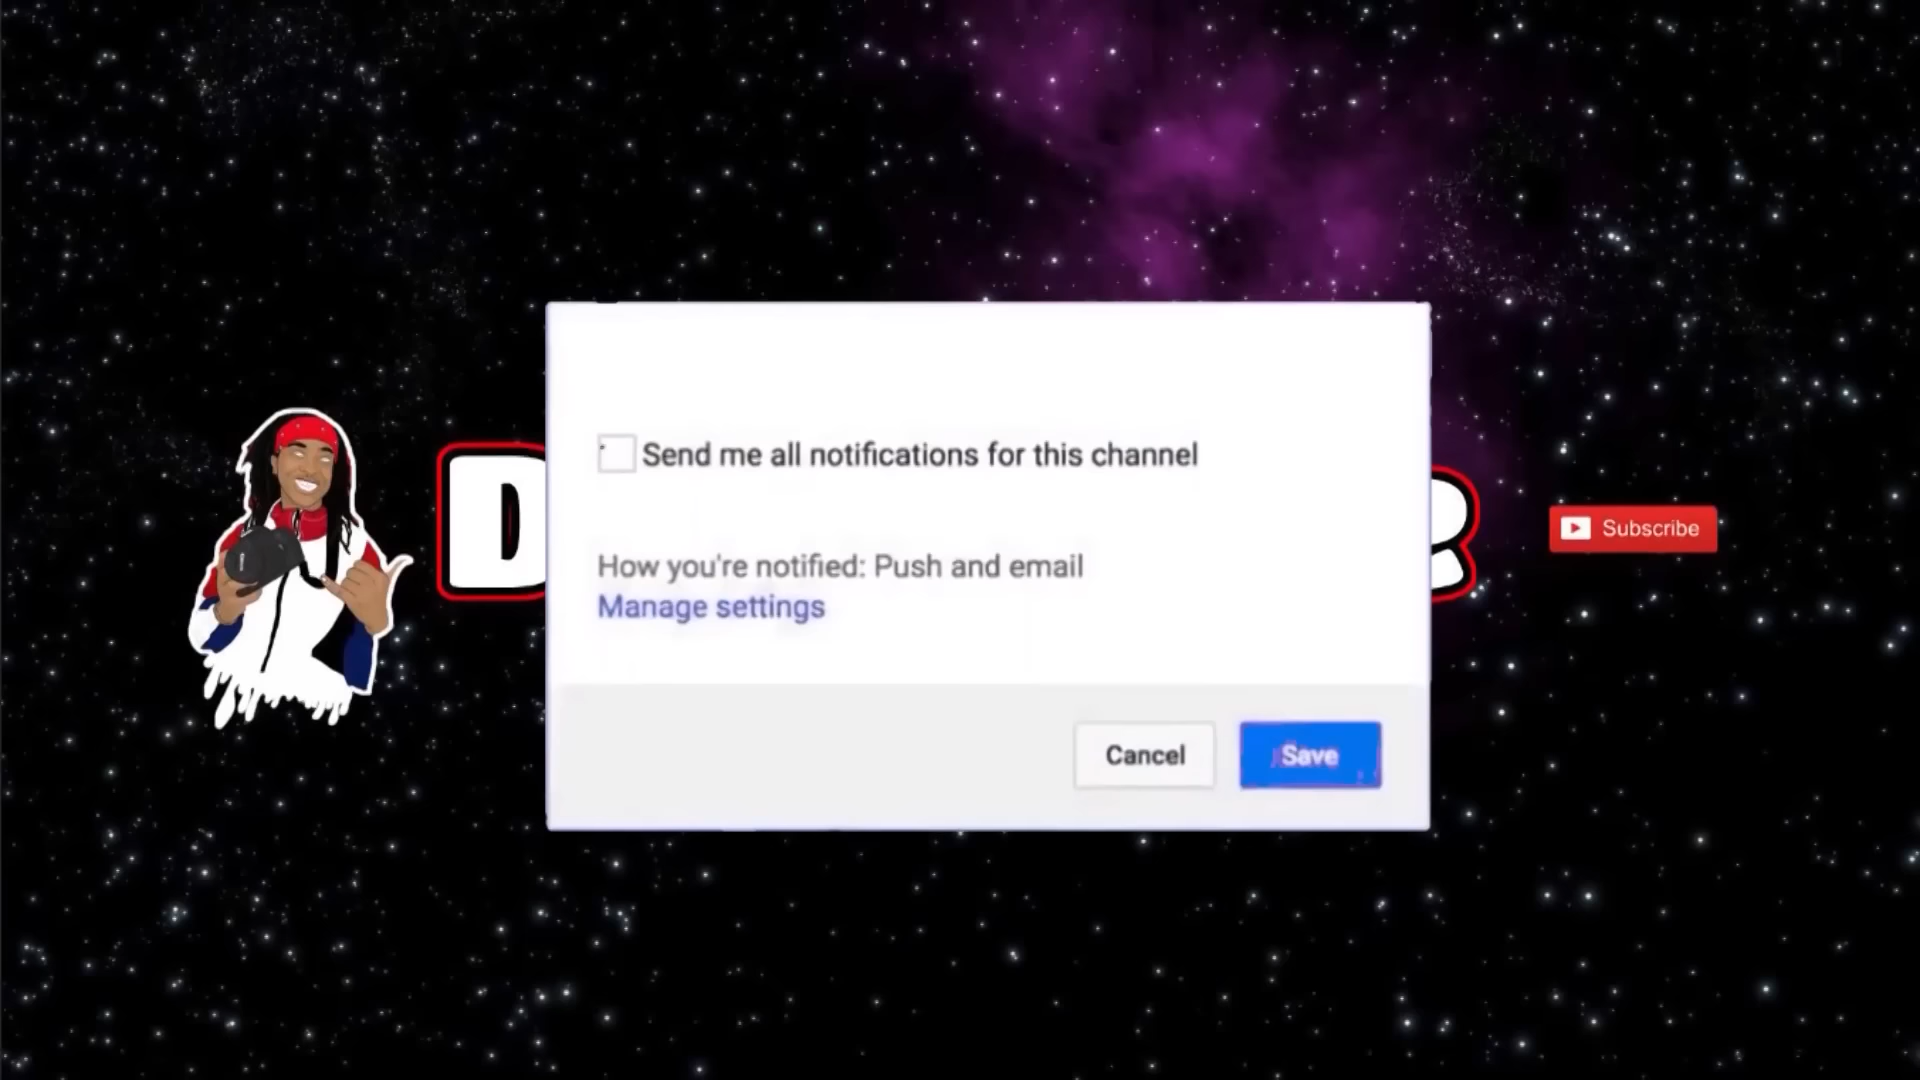 Send me all notifications for this channel
D
R
Subscribe
How you're notified: Push and email
Manage settings
Cancel
Save